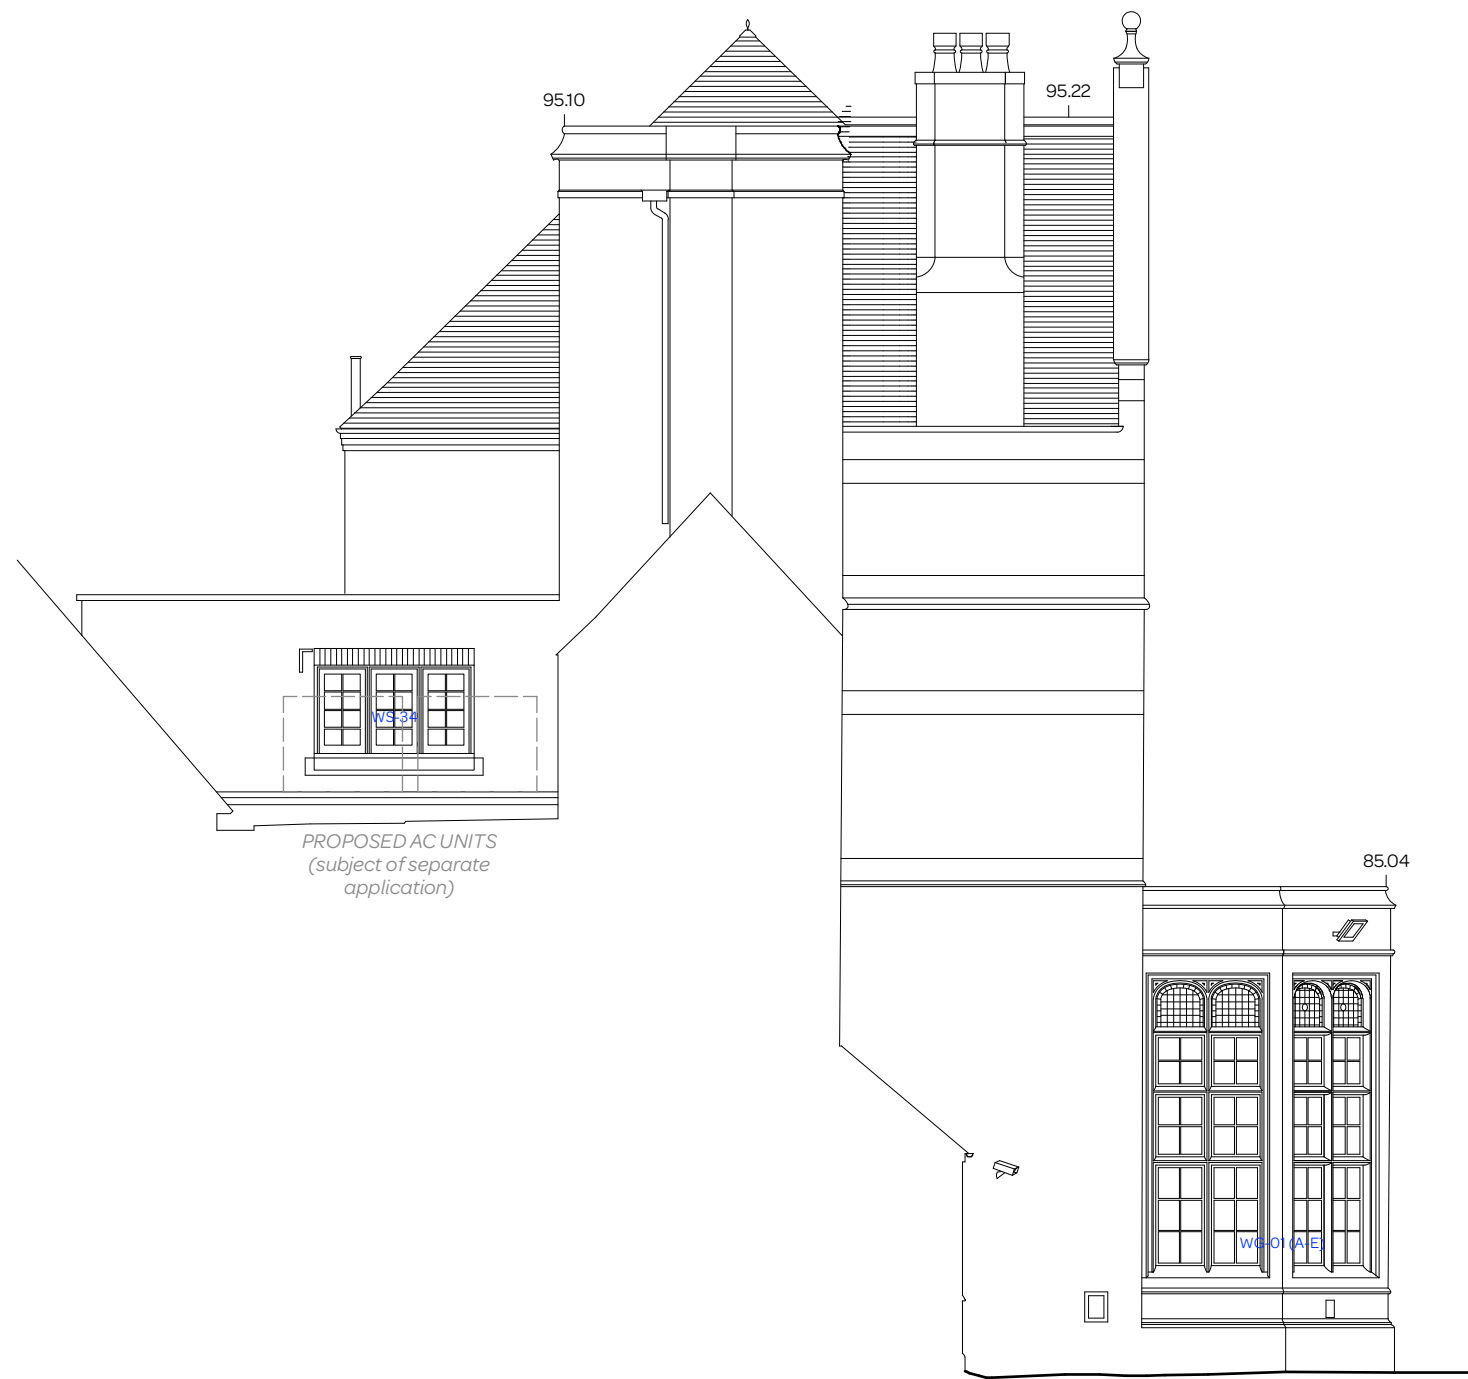 95.10
95.22
WS-34
PROPOSED AC UNITS
(subject of separate
application)
85.04
WG-01 (A-E)